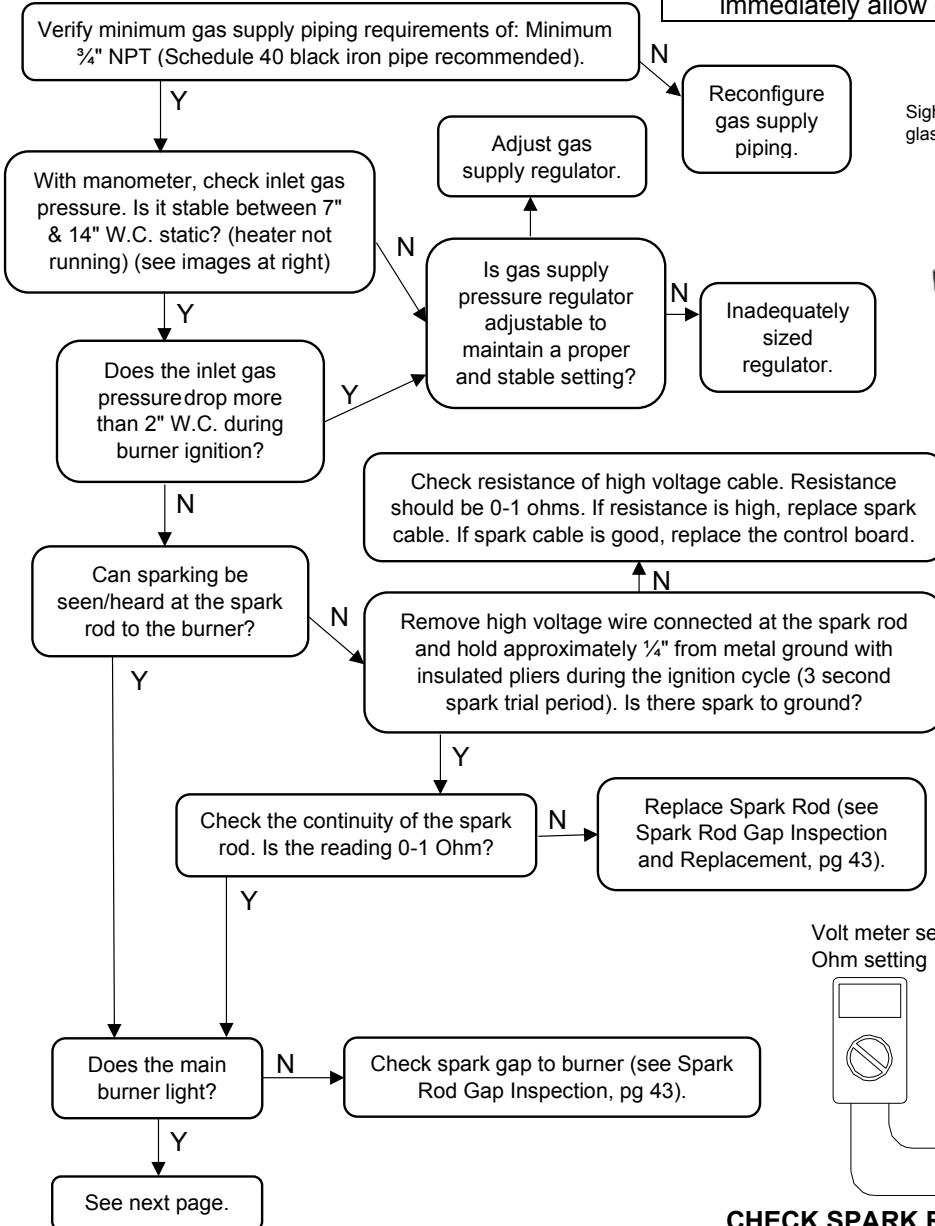 immediately allow
Verify minimum gas supply piping requirements of: Minimum
¾" NPT (Schedule 40 black iron pipe recommended).
N
Y
Reconfigure
gas supply
piping.
Adjust gas
supply regulator.
With manometer, check inlet gas
pressure. Is it stable between 7"
& 14" W.C. static? (heater not
running) (see images at right)
N
Y
Is gas supply
pressure regulator
adjustable to
maintain a proper
and stable setting?
N
Inadequately
sized
regulator.
Does the inlet gas
pressure drop more
than 2" W.C. during
burner ignition?
Y
N
Check resistance of high voltage cable. Resistance
should be 0-1 ohms. If resistance is high, replace spark
cable. If spark cable is good, replace the control board.
N
Can sparking be
seen/heard at the spark
rod to the burner?
N
Y
Remove high voltage wire connected at the spark rod
and hold approximately ¼" from metal ground with
insulated pliers during the ignition cycle (3 second
spark trial period). Is there spark to ground?
Y
Check the continuity of the spark
rod. Is the reading 0-1 Ohm?
N
Y
Replace Spark Rod (see
Spark Rod Gap Inspection
and Replacement, pg 43).
Volt meter
Ohm setting
Does the main
burner light?
N
Y
Check spark gap to burner (see Spark
Rod Gap Inspection, pg 43).
See next page.
CHECK SPARK